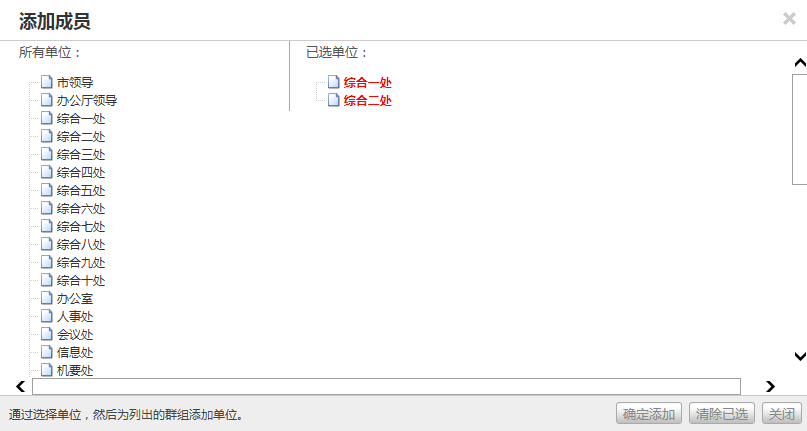 添加成员
所有单位：
市领导
办公厅领导
综合一处
综合二处
综合三处
综合四处
综合五处
综合六处
综合七处
综合八处
综合九处
综合十处
办公室
人事处
会议处
信息处
机要处
已选单位：
综合一处
综合二处
通过选择单位，然后为列出的群组添加单位。
确定添加
清除已选
关闭